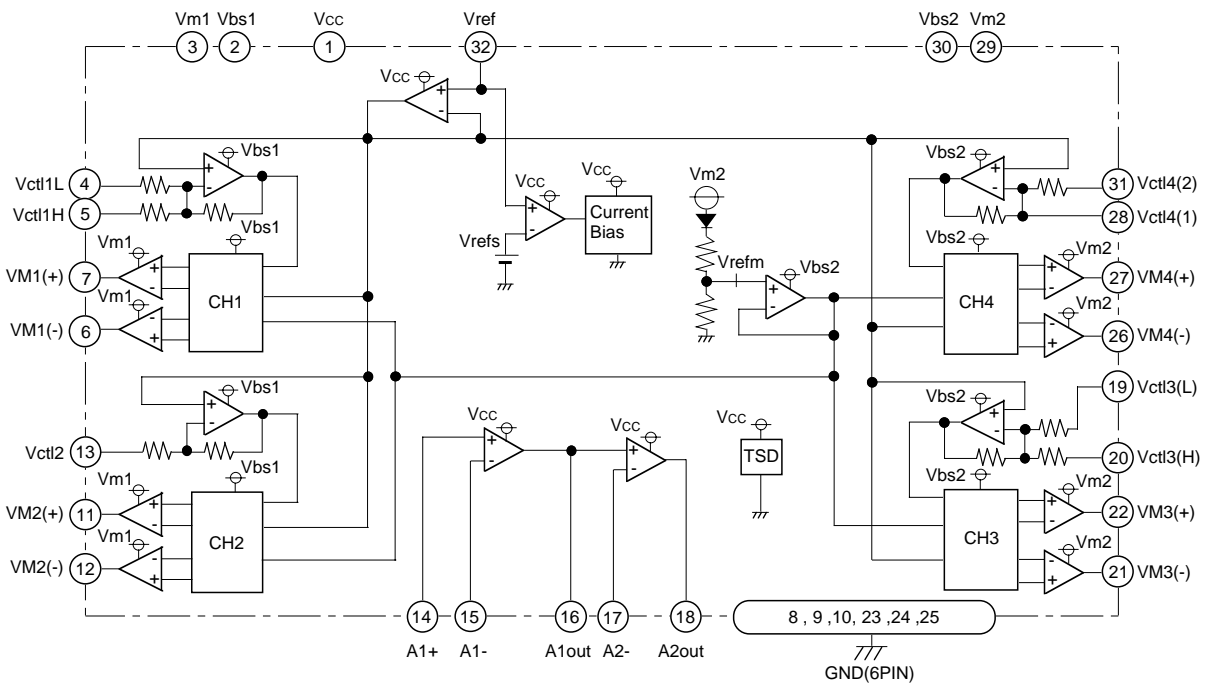 Vm1 Vbs1 Vcc Vref Vbs2 Vm2
3 2 1 32 30 29
Vcc
+
-
Vbs1
+
-
Vctl1L 4
Vctl1H 5
Vbs1
Vm1
VM1(+) 7
+
-
Vm1
VM1(-) 6
-
+
CH1
Vcc
+
-
Vrefs
Vcc
Current
Bias
Vm2
Vrefm
Vbs2
+
-
Vbs2
+
-
31 Vctl4(2)
28 Vctl4(1)
Vbs2
CH4
Vm2
+
-
27 VM4(+)
Vm2
-
+
26 VM4(-)
Vbs1
+
-
Vctl2 13
Vbs1
Vm1
VM2(+) 11
+
-
Vm1
VM2(-) 12
-
+
CH2
Vcc
+
-
Vcc
+
-
Vcc
TSD
19 Vctl3(L)
Vbs2
+
-
20 Vctl3(H)
Vbs2
CH3
Vm2
+
-
22 VM3(+)
Vm2
-
+
21 VM3(-)
14 15 16 17 18
A1+ A1- A1out A2- A2out
8 , 9 ,10, 23 ,24 ,25
GND(6PIN)